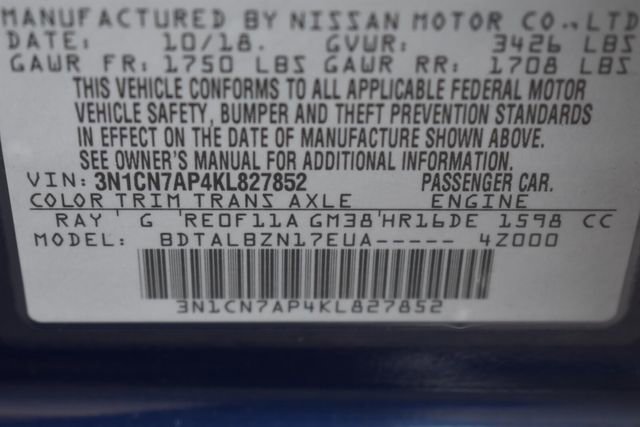 MANUFACTURED BY NISSAN MOTOR CO.,LTD
DATE: 10/18. GVWR: 3426 LBS
GAWR FR: 1750 LBS GAWR RR: 1708 LBS
THIS VEHICLE CONFORMS TO ALL APPLICABLE FEDERAL MOTOR
VEHICLE SAFETY, BUMPER AND THEFT PREVENTION STANDARDS
IN EFFECT ON THE DATE OF MANUFACTURE SHOWN ABOVE.
SEE OWNER'S MANUAL FOR ADDITIONAL INFORMATION.
VIN: 3N1CN7AP4KL827852 PASSENGER CAR.
COLOR TRIM TRANS AXLE ENGINE
RAY G RE0F11A GM38 HR16DE 1598 CC
MODEL: BDTALBZN17EUA----- 4Z000
3N1CN7AP4KL827852